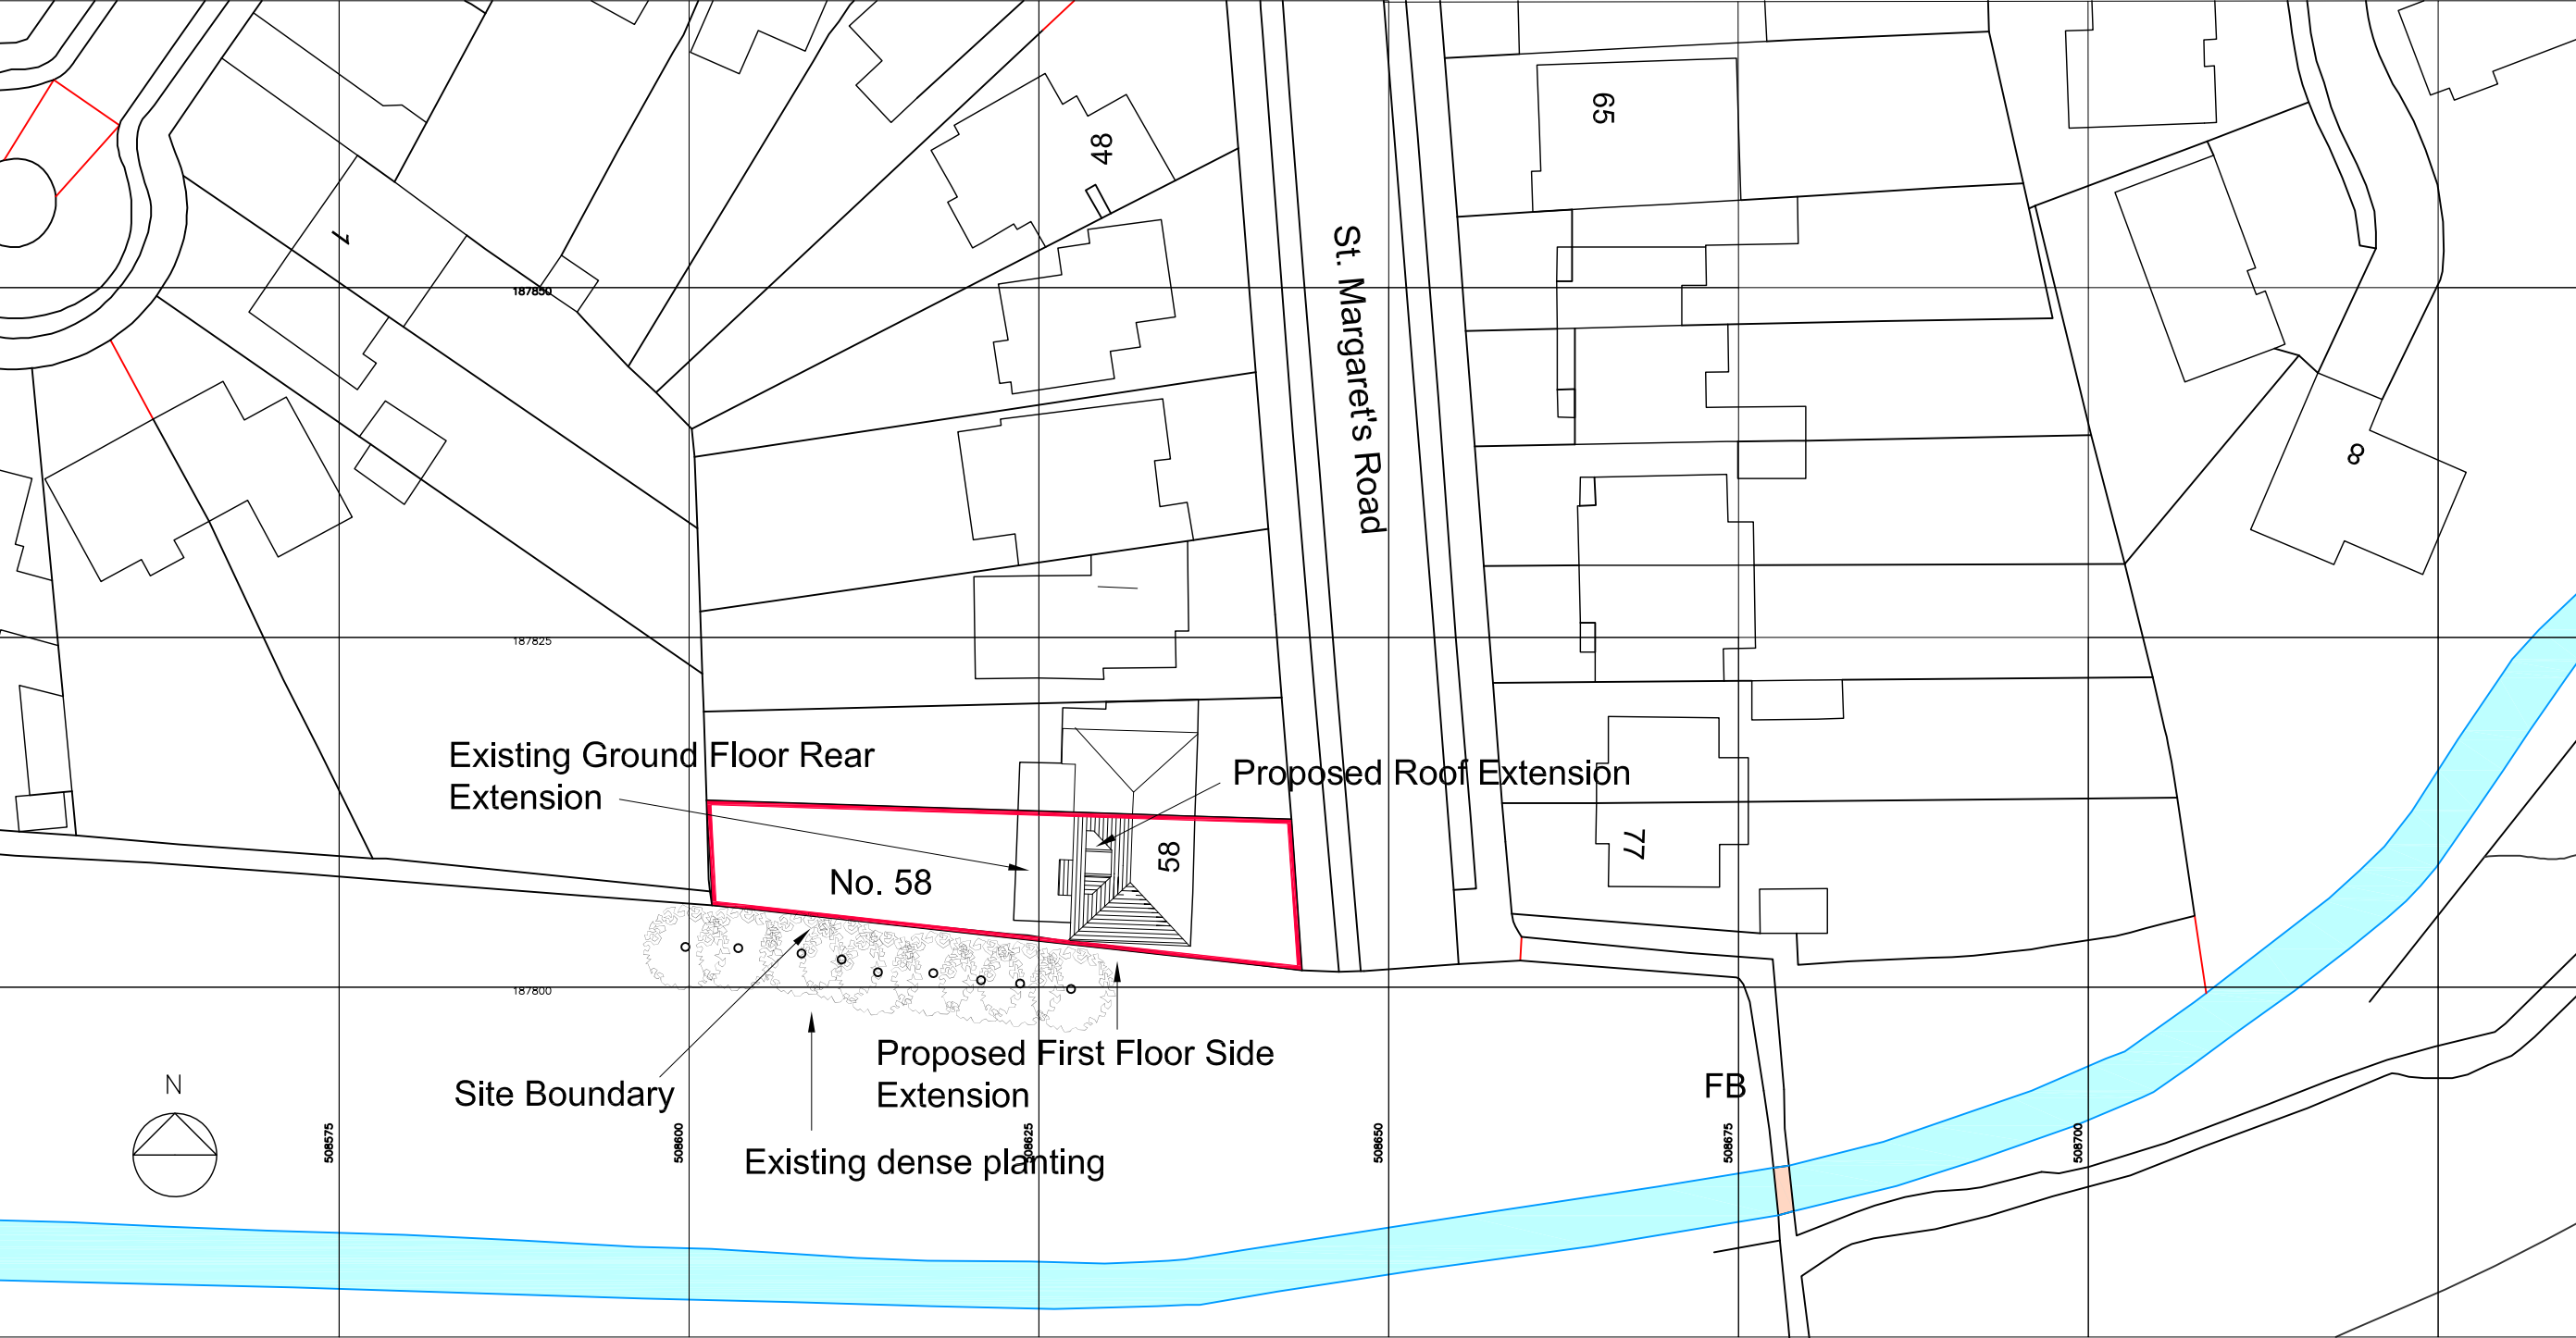 48
65
1
St. Margaret's Road
187850
8
187825
Existing Ground Floor Rear
Extension
Proposed Roof Extension
58
77
No. 58
187800
Proposed First Floor Side
Extension
Site Boundary
N
FB
Existing dense planting
508575
508600
508625
508650
508675
508700